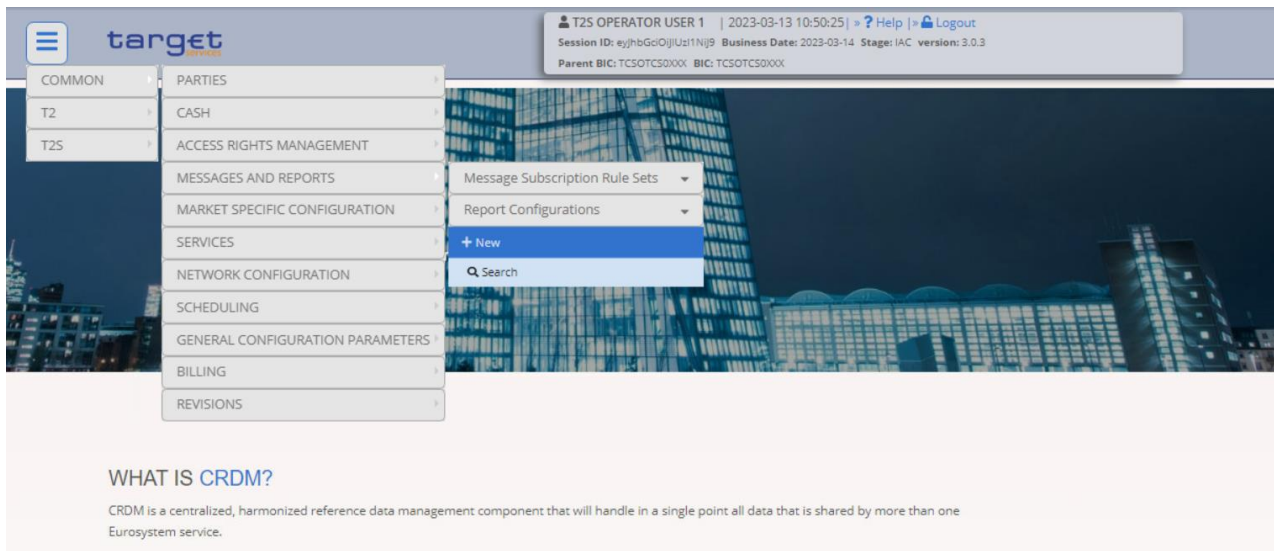 T2S OPERATOR USER 1 | 2023-03-13 10:50:25| » ? Help |» Logout
target
services
Session ID: eyJhbGciOiJIUzI1NiJ9 Business Date: 2023-03-14 Stage: IAC version: 3.0.3
Parent BIC: TCSOTCS0XXX BIC: TCSOTCS0XXX
COMMON
T2
T2S
PARTIES
CASH
ACCESS RIGHTS MANAGEMENT
MESSAGES AND REPORTS
MARKET SPECIFIC CONFIGURATION
SERVICES
NETWORK CONFIGURATION
SCHEDULING
GENERAL CONFIGURATION PARAMETERS
BILLING
REVISIONS
Message Subscription Rule Sets
Report Configurations
+ New
Search
WHAT IS CRDM?
CRDM is a centralized, harmonized reference data management component that will handle in a single point all data that is shared by more than one
Eurosystem service.